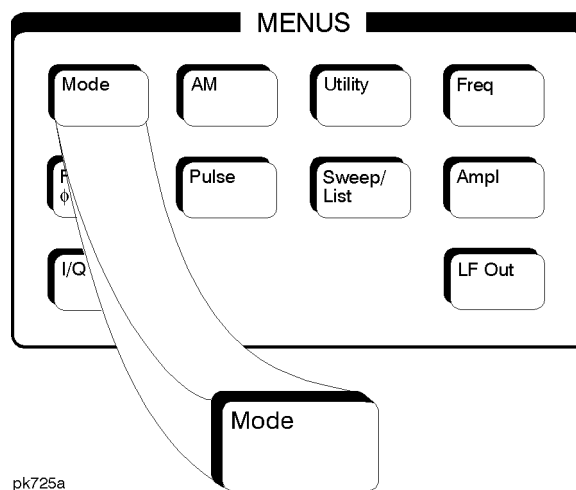 MENUS
Mode AM Utility Freq
Pulse Sweep/ Ampl
ϕ List
I/Q LF Out
Mode
pk725a